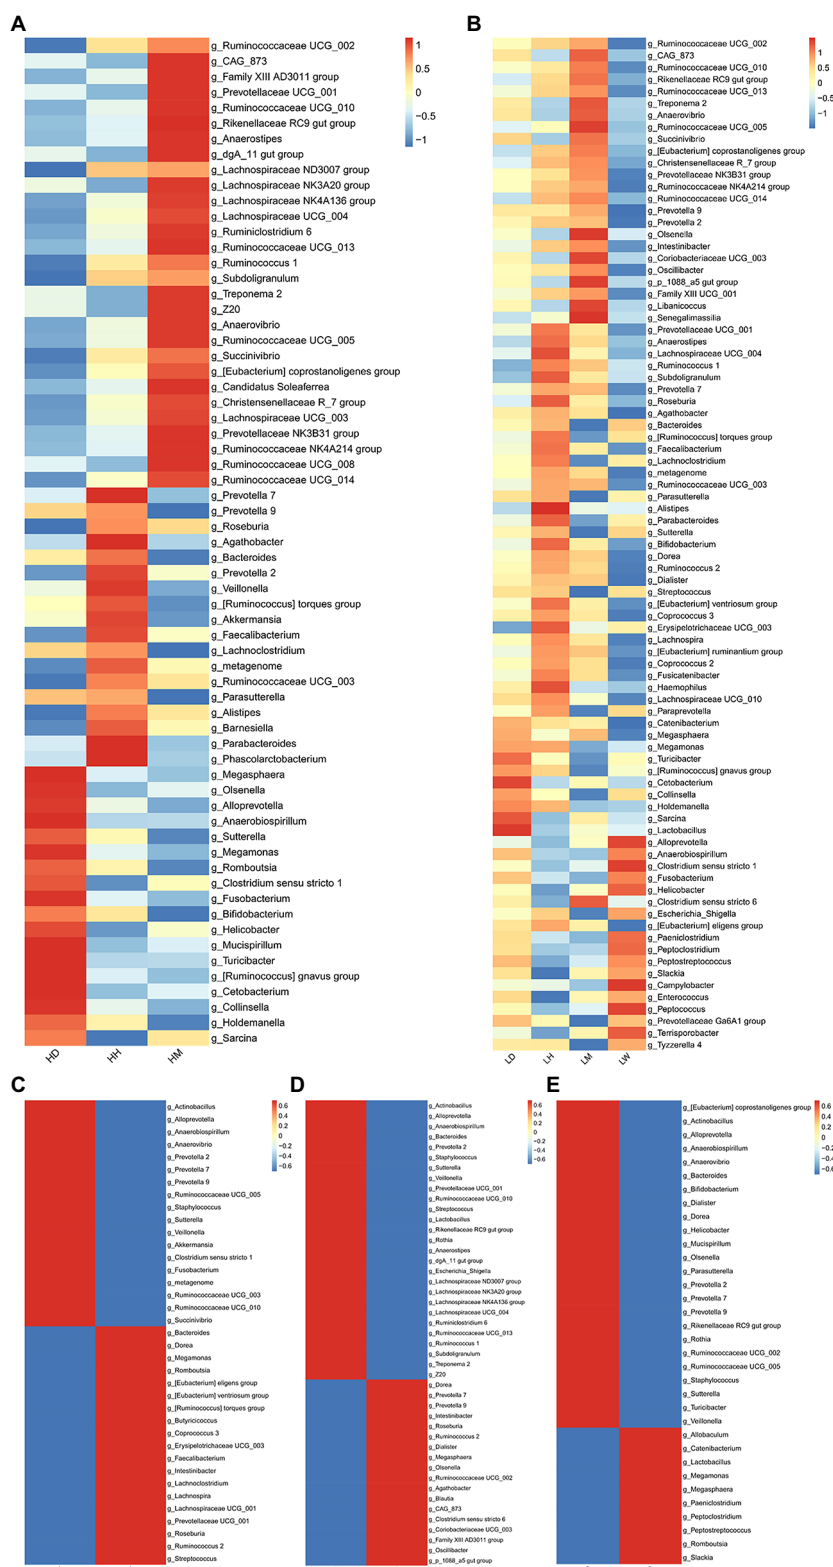 A
g_Ruminococcaceae UCG_002
g_CAG_873
g_Family XIII AD3011 group
g_Prevotellaceae UCG_001
g_Ruminococcaceae UCG_010
g_Rikenellaceae RC9 gut group
g_Anaerostipes
g_dgA_11 gut group
g_Lachnospiraceae ND3007 group
g_Lachnospiraceae NK3A20 group
g_Lachnospiraceae NK4A136 group
g_Lachnospiraceae UCG_004
g_Ruminiclostridium 6
g_Ruminococcaceae UCG_013
g_Ruminococcus 1
g_Subdoligranulum
g_Treponema 2
g_Z20
g_Anaerovibrio
g_Ruminococcaceae UCG_005
g_Succinivibrio
g_[Eubacterium] coprostanoligenes group
g_Candidatus Soleaferrea
g_Christensenellaceae R_7 group
g_Lachnospiraceae UCG_003
g_Prevotellaceae NK3B31 group
g_Ruminococcaceae NK4A214 group
g_Ruminococcaceae UCG_008
g_Ruminococcaceae UCG_014
g_Prevotella 7
g_Prevotella 9
g_Roseburia
g_Agathobacter
g_Bacteroides
g_Prevotella 2
g_Veillonella
g_[Ruminococcus] torques group
g_Akkermansia
g_Faecalibacterium
g_Lachnoclostridium
g_metagenome
g_Ruminococcaceae UCG_003
g_Parasutterella
g_Alistipes
g_Barnesiella
g_Parabacteroides
g_Phascolarctobacterium
g_Megasphaera
g_Olsenella
g_Alloprevotella
g_Anaerobiospirillum
g_Sutterella
g_Megamonas
g_Romboutsia
g_Clostridium sensu stricto 1
g_Fusobacterium
g_Bifidobacterium
g_Helicobacter
g_Mucispirillum
g_Turicibacter
g_[Ruminococcus] gnavus group
g_Cetobacterium
g_Collinsella
g_Holdemanella
g_Sarcina
HD HH HM
1
0.5
0
−0.5
−1
B
g_Ruminococcaceae UCG_002
g_CAG_873
g_Ruminococcaceae UCG_010
g_Rikenellaceae RC9 gut group
g_Ruminococcaceae UCG_013
g_Treponema 2
g_Anaerovibrio
g_Ruminococcaceae UCG_005
g_Succinivibrio
g_[Eubacterium] coprostanoligenes group
g_Christensenellaceae R_7 group
g_Prevotellaceae NK3B31 group
g_Ruminococcaceae NK4A214 group
g_Ruminococcaceae UCG_014
g_Prevotella 9
g_Prevotella 2
g_Olsenella
g_Intestinibacter
g_Coriobacteriaceae UCG_003
g_Oscillibacter
g_p_1088_a5 gut group
g_Family XIII UCG_001
g_Libanicoccus
g_Senegalimassilia
g_Prevotellaceae UCG_001
g_Anaerostipes
g_Lachnospiraceae UCG_004
g_Ruminococcus 1
g_Subdoligranulum
g_Prevotella 7
g_Roseburia
g_Agathobacter
g_Bacteroides
g_[Ruminococcus] torques group
g_Faecalibacterium
g_Lachnoclostridium
g_metagenome
g_Ruminococcaceae UCG_003
g_Parasutterella
g_Alistipes
g_Parabacteroides
g_Sutterella
g_Bifidobacterium
g_Dorea
g_Ruminococcus 2
g_Dialister
g_Streptococcus
g_[Eubacterium] ventriosum group
g_Coprococcus 3
g_Erysipelotrichaceae UCG_003
g_Lachnospira
g_[Eubacterium] ruminantium group
g_Coprococcus 2
g_Fusicatenibacter
g_Haemophilus
g_Lachnospiraceae UCG_010
g_Paraprevotella
g_Catenibacterium
g_Megasphaera
g_Megamonas
g_Turicibacter
g_[Ruminococcus] gnavus group
g_Cetobacterium
g_Collinsella
g_Holdemanella
g_Sarcina
g_Lactobacillus
g_Alloprevotella
g_Anaerobiospirillum
g_Clostridium sensu stricto 1
g_Fusobacterium
g_Helicobacter
g_Clostridium sensu stricto 6
g_Escherichia_Shigella
g_[Eubacterium] eligens group
g_Paeniclostridium
g_Peptoclostridium
g_Peptostreptococcus
g_Slackia
g_Campylobacter
g_Enterococcus
g_Peptococcus
g_Prevotellaceae Ga6A1 group
g_Terrisporobacter
g_Tyzzerella 4
LD LH LM LW
1
0.5
0
−0.5
−1
C
g_Actinobacillus
g_Alloprevotella
g_Anaerobiospirillum
g_Anaerovibrio
g_Prevotella 2
g_Prevotella 7
g_Prevotella 9
g_Ruminococcaceae UCG_005
g_Staphylococcus
g_Sutterella
g_Veillonella
g_Akkermansia
g_Clostridium sensu stricto 1
g_Fusobacterium
g_metagenome
g_Ruminococcaceae UCG_003
g_Ruminococcaceae UCG_010
g_Succinivibrio
g_Bacteroides
g_Dorea
g_Megamonas
g_Romboutsia
g_[Eubacterium] eligens group
g_[Eubacterium] ventriosum group
g_[Ruminococcus] torques group
g_Butyricicoccus
g_Coprococcus 3
g_Erysipelotrichaceae UCG_003
g_Faecalibacterium
g_Intestinibacter
g_Lachnoclostridium
g_Lachnospira
g_Lachnospiraceae UCG_001
g_Prevotellaceae UCG_001
g_Roseburia
g_Ruminococcus 2
g_Streptococcus
0.6
0.4
0.2
0
−0.2
−0.4
−0.6
D
g_Actinobacillus
g_Alloprevotella
g_Anaerobiospirillum
g_Bacteroides
g_Prevotella 2
g_Staphylococcus
g_Sutterella
g_Veillonella
g_Prevotellaceae UCG_001
g_Ruminococcaceae UCG_010
g_Streptococcus
g_Lactobacillus
g_Rikenellaceae RC9 gut group
g_Rothia
g_Anaerostipes
g_dgA_11 gut group
g_Escherichia_Shigella
g_Lachnospiraceae ND3007 group
g_Lachnospiraceae NK3A20 group
g_Lachnospiraceae NK4A136 group
g_Lachnospiraceae UCG_004
g_Ruminiclostridium 6
g_Ruminococcaceae UCG_013
g_Ruminococcus 1
g_Subdoligranulum
g_Treponema 2
g_Z20
g_Dorea
g_Prevotella 7
g_Prevotella 9
g_Intestinibacter
g_Roseburia
g_Ruminococcus 2
g_Dialister
g_Megasphaera
g_Olsenella
g_Ruminococcaceae UCG_002
g_Agathobacter
g_Blautia
g_CAG_873
g_Clostridium sensu stricto 6
g_Coriobacteriaceae UCG_003
g_Family XIII AD3011 group
g_Oscillibacter
g_p_1088_a5 gut group
0.6
0.4
0.2
0
−0.2
−0.4
−0.6
E
g_[Eubacterium] coprostanoligenes group
g_Actinobacillus
g_Alloprevotella
g_Anaerobiospirillum
g_Anaerovibrio
g_Bacteroides
g_Bifidobacterium
g_Dialister
g_Dorea
g_Helicobacter
g_Mucispirillum
g_Olsenella
g_Parasutterella
g_Prevotella 2
g_Prevotella 7
g_Prevotella 9
g_Rikenellaceae RC9 gut group
g_Rothia
g_Ruminococcaceae UCG_002
g_Ruminococcaceae UCG_005
g_Staphylococcus
g_Sutterella
g_Turicibacter
g_Veillonella
g_Allobaculum
g_Catenibacterium
g_Lactobacillus
g_Megamonas
g_Megasphaera
g_Paeniclostridium
g_Peptoclostridium
g_Peptostreptococcus
g_Romboutsia
g_Slackia
0.6
0.4
0.2
0
−0.2
−0.4
−0.6